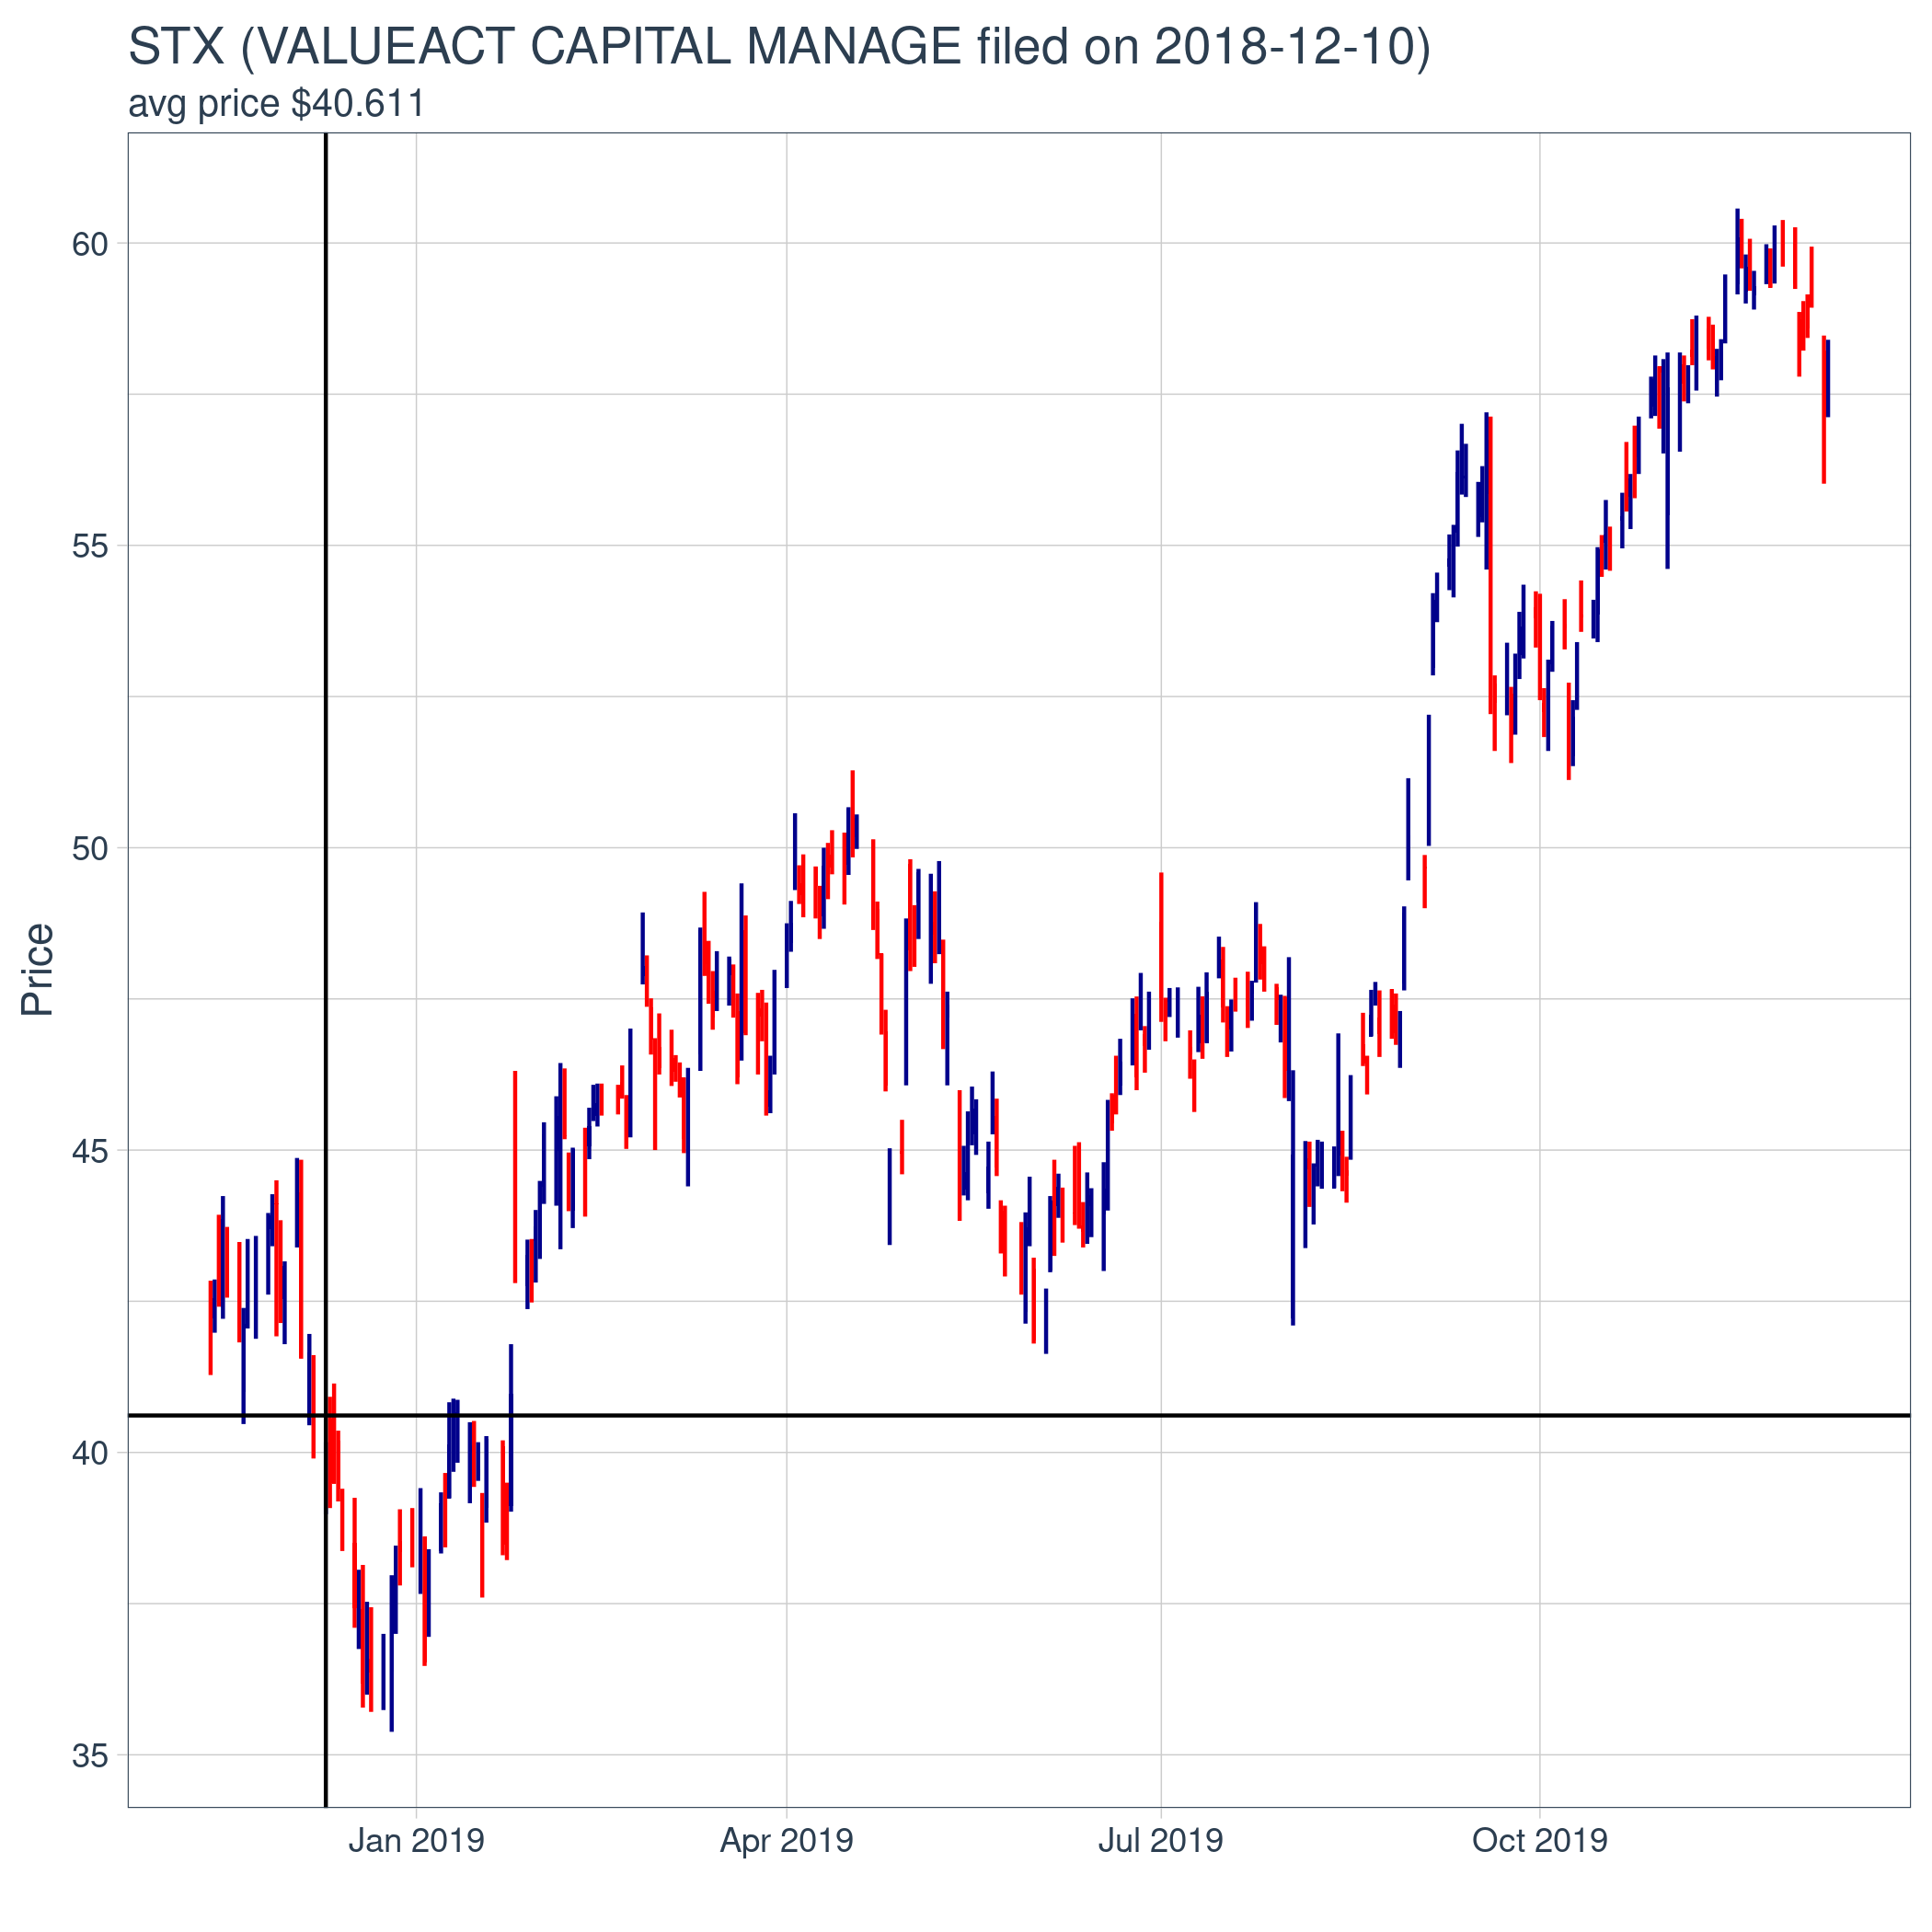 STX (VALUEACT CAPITAL MANAGE filed on 2018-12-10)
avg price $40.611
60
55
50
45
40
35
Price
Jan 2019
Apr 2019
Jul 2019
Oct 2019